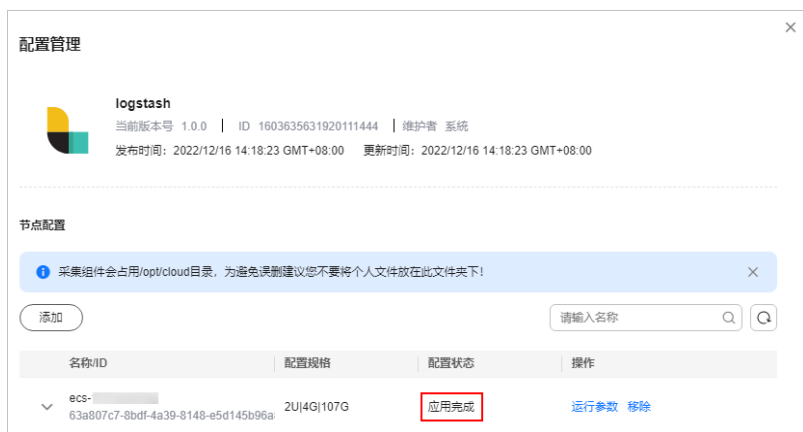 配置管理
logstash
当前版本号 1.0.0 | ID 1603635631920111444 | 维护者 系统
发布时间：2022/12/16 14:18:23 GMT+08:00 更新时间：2022/12/16 14:18:23 GMT+08:00
节点配置
采集组件会占用/opt/cloud目录，为避免误删建议您不要将个人文件放在此文件夹下！
添加 请输入名称
名称/ID 配置规格 配置状态 操作
ecs-
2U|4G|107G 应用完成 运行参数 移除
63a807c7-8bdf-4a39-8148-e5d145b96a